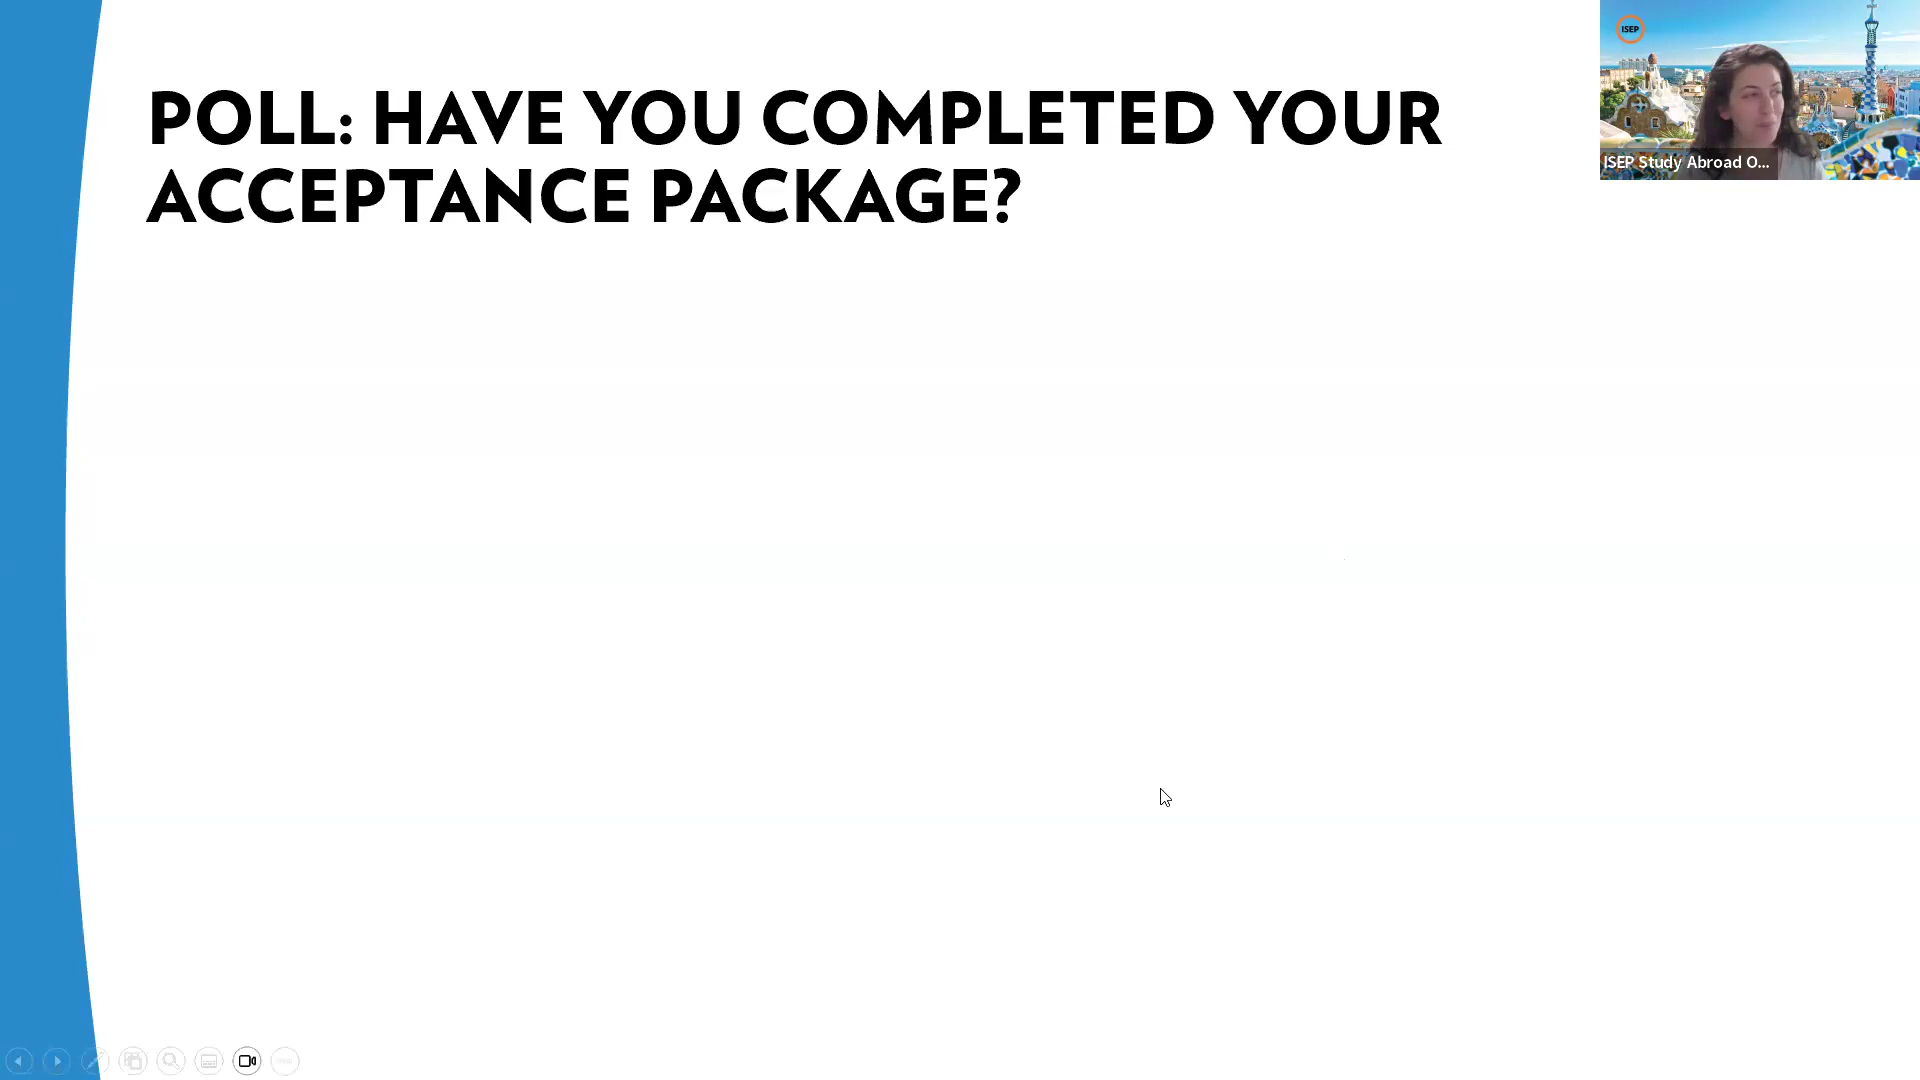 POLL: HAVE YOU COMPLETED YOUR
ACCEPTANCE PACKAGE?
ISEP
ISEP Study Abroad O...